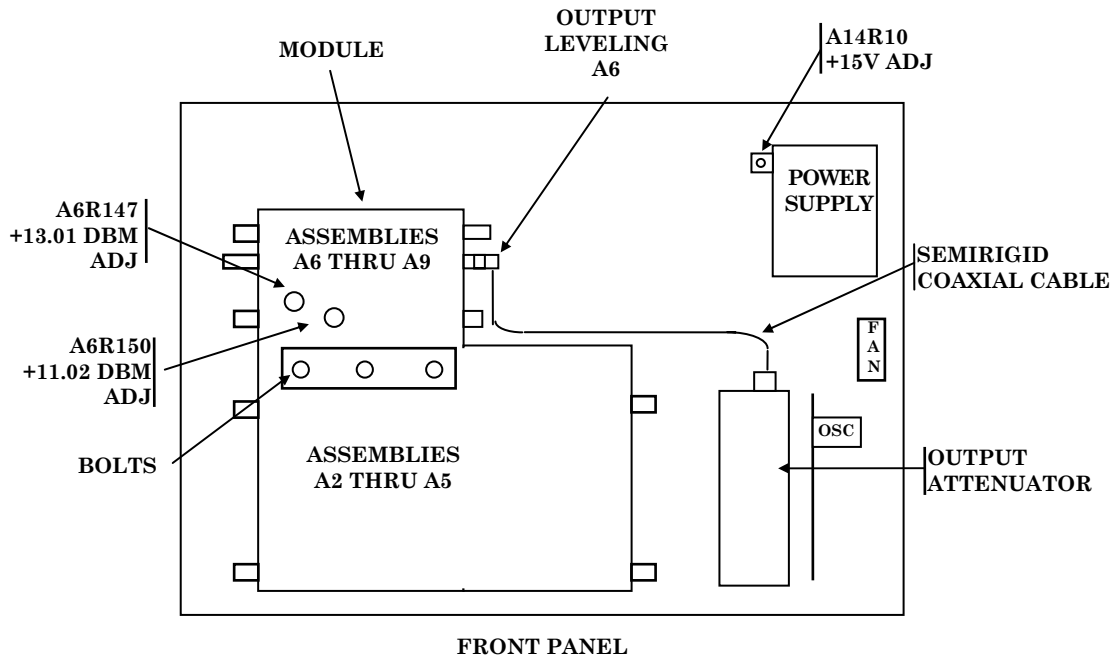 OUTPUT
LEVELING
A6
MODULE
A14R10
+15V ADJ
POWER
SUPPLY
A6R147
+13.01 DBM
ADJ
ASSEMBLIES
A6 THRU A9
SEMIRIGID
COAXIAL CABLE
A6R150
+11.02 DBM
ADJ
F
A
N
OSC
BOLTS
ASSEMBLIES
A2 THRU A5
OUTPUT
ATTENUATOR
FRONT PANEL